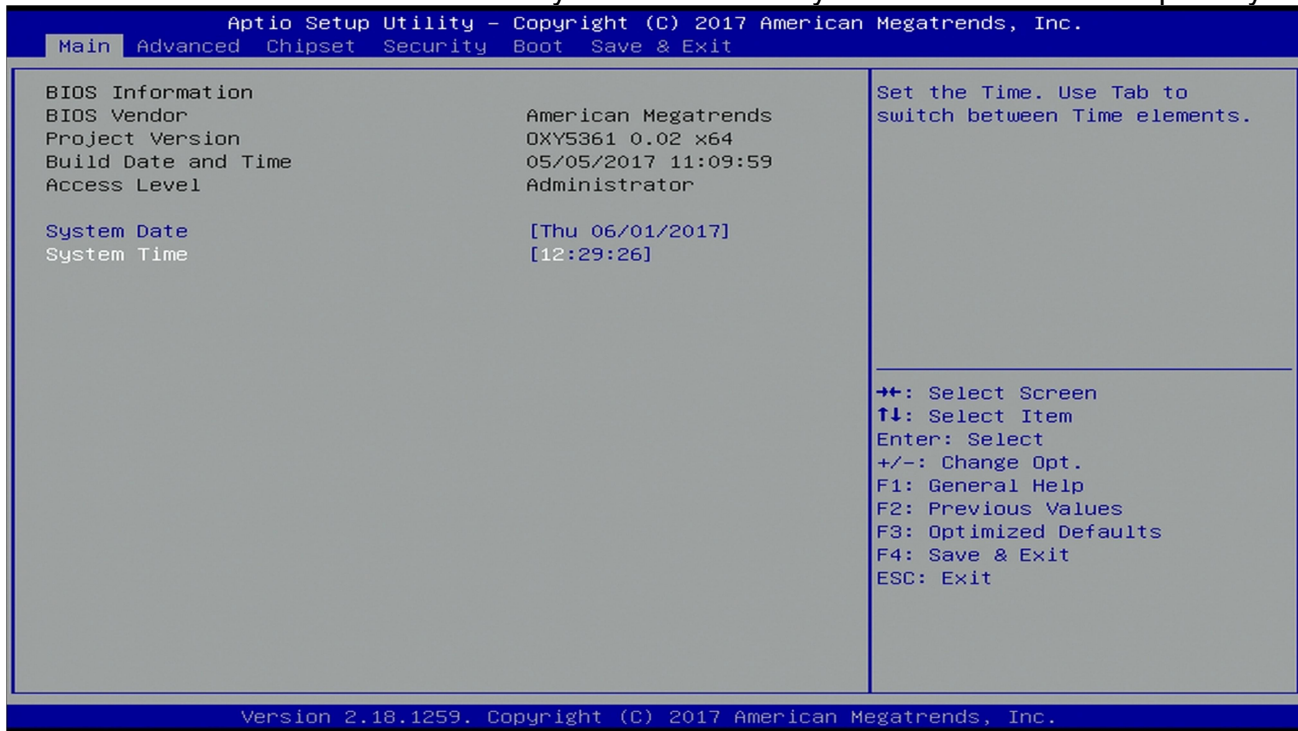 Aptio Setup Utility – Copyright (C) 2017 American Megatrends, Inc.
Main Advanced Chipset Security Boot Save & Exit
BIOS Information
BIOS Vendor American Megatrends
Project Version OXY5361 0.02 x64
Build Date and Time 05/05/2017 11:09:59
Access Level Administrator
System Date [Thu 06/01/2017]
System Time [12:29:26]
Set the Time. Use Tab to
switch between Time elements.
→←: Select Screen
↑↓: Select Item
Enter: Select
+/-: Change Opt.
F1: General Help
F2: Previous Values
F3: Optimized Defaults
F4: Save & Exit
ESC: Exit
Version 2.18.1259. Copyright (C) 2017 American Megatrends, Inc.